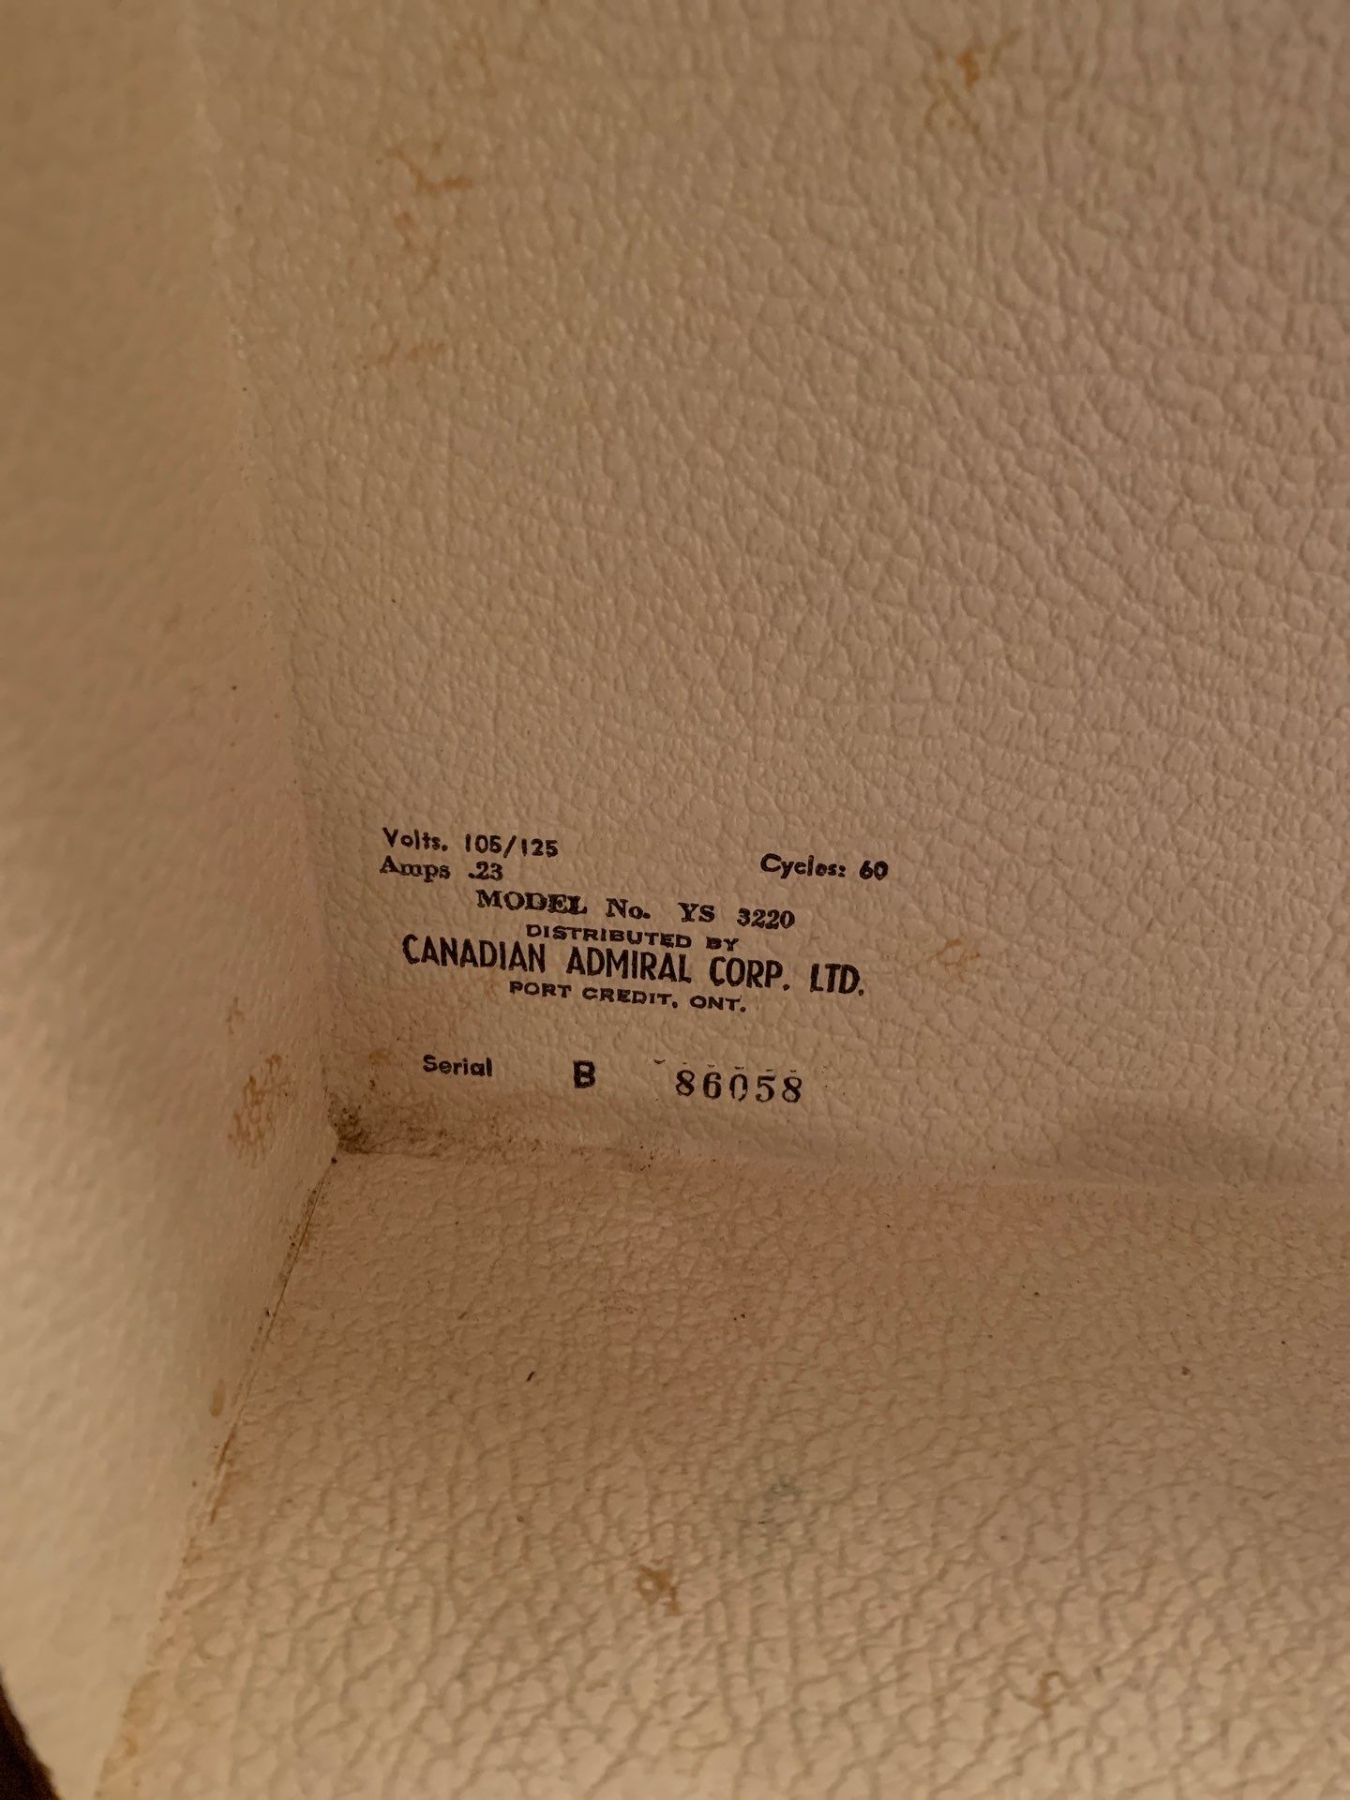 Volts. 105/125 Cycles: 60
Amps .23
MODEL No. YS 3220
DISTRIBUTED BY
CANADIAN ADMIRAL CORP. LTD.
PORT CREDIT, ONT.
Serial B 86058